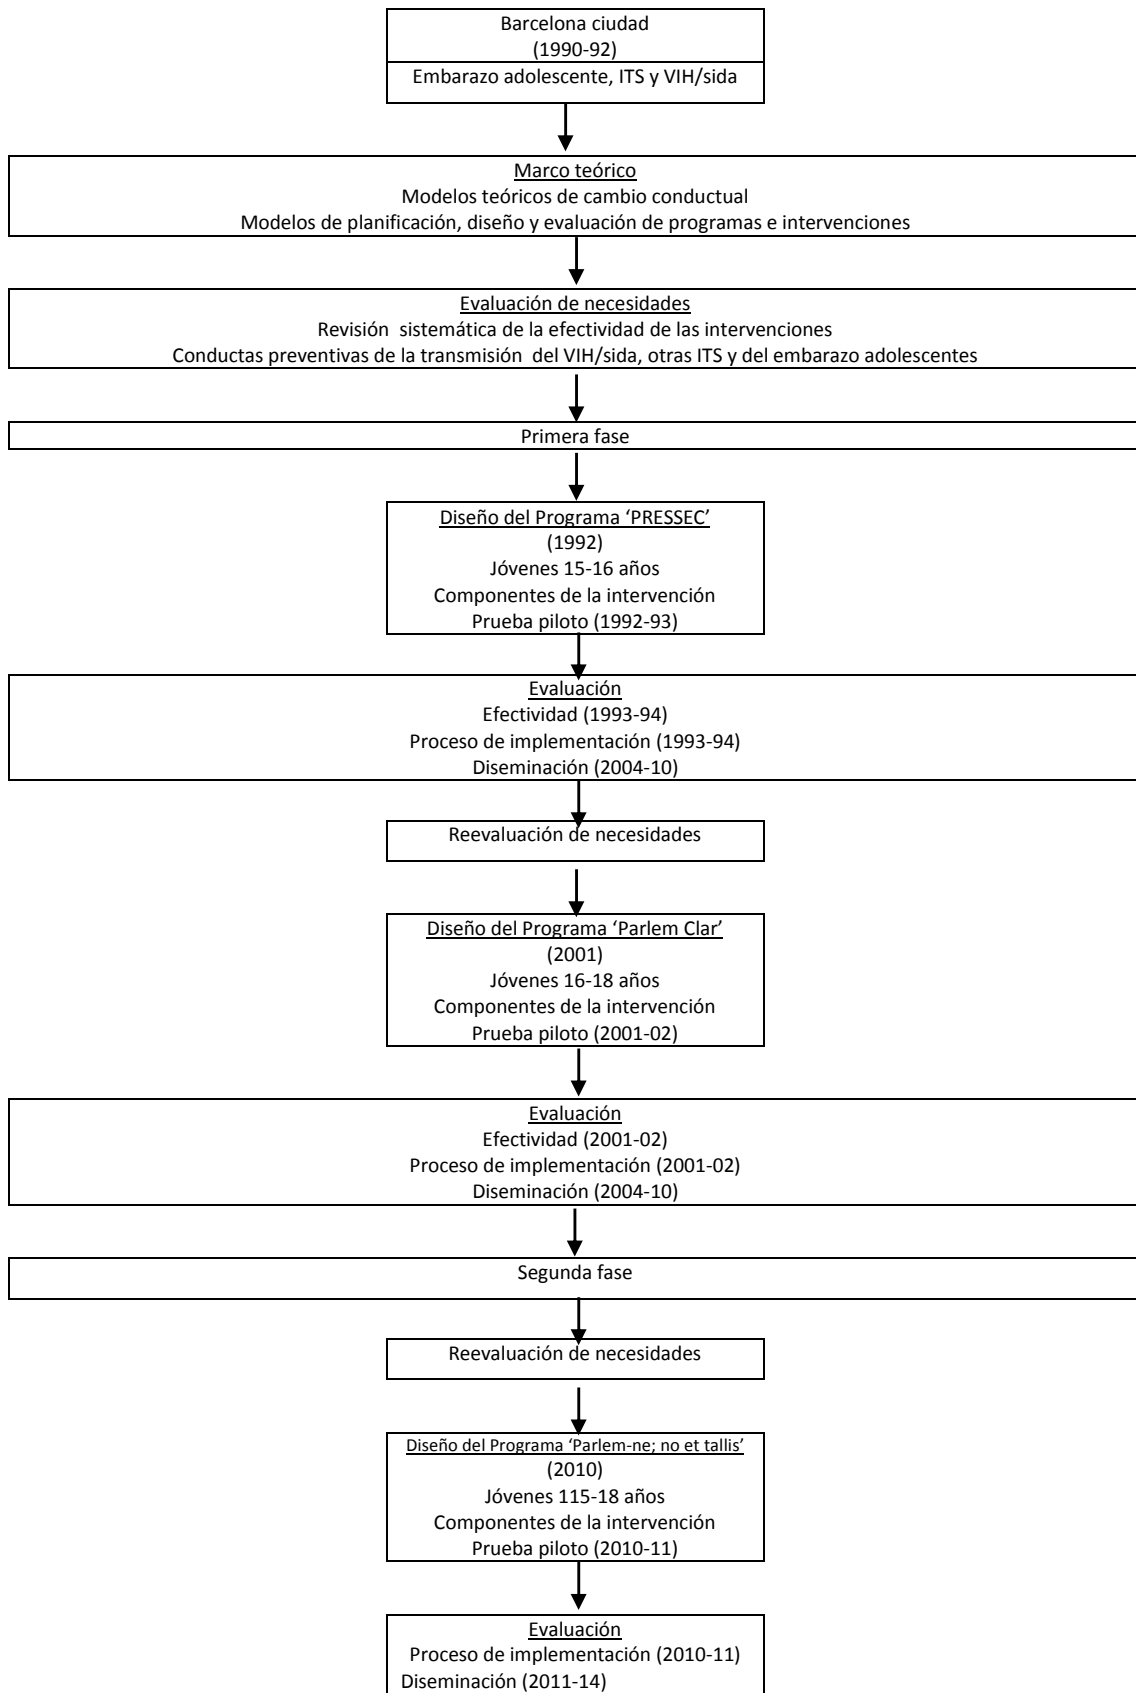 Barcelona ciudad
(1990-92)
Embarazo adolescente, ITS y VIH/sida
Marco teórico
Modelos teóricos de cambio conductual
Modelos de planificación, diseño y evaluación de programas e intervenciones
Evaluación de necesidades
Revisión sistemática de la efectividad de las intervenciones
Conductas preventivas de la transmisión del VIH/sida, otras ITS y del embarazo adolescentes
Primera fase
Diseño del Programa ‘PRESSEC’
(1992)
Jóvenes 15-16 años
Componentes de la intervención
Prueba piloto (1992-93)
Evaluación
Efectividad (1993-94)
Proceso de implementación (1993-94)
Diseminación (2004-10)
Reevaluación de necesidades
Diseño del Programa ‘Parlem Clar’
(2001)
Jóvenes 16-18 años
Componentes de la intervención
Prueba piloto (2001-02)
Evaluación
Efectividad (2001-02)
Proceso de implementación (2001-02)
Diseminación (2004-10)
Segunda fase
Reevaluación de necesidades
Diseño del Programa ‘Parlem-ne; no et tallis’
(2010)
Jóvenes 115-18 años
Componentes de la intervención
Prueba piloto (2010-11)
Evaluación
Proceso de implementación (2010-11)
Diseminación (2011-14)